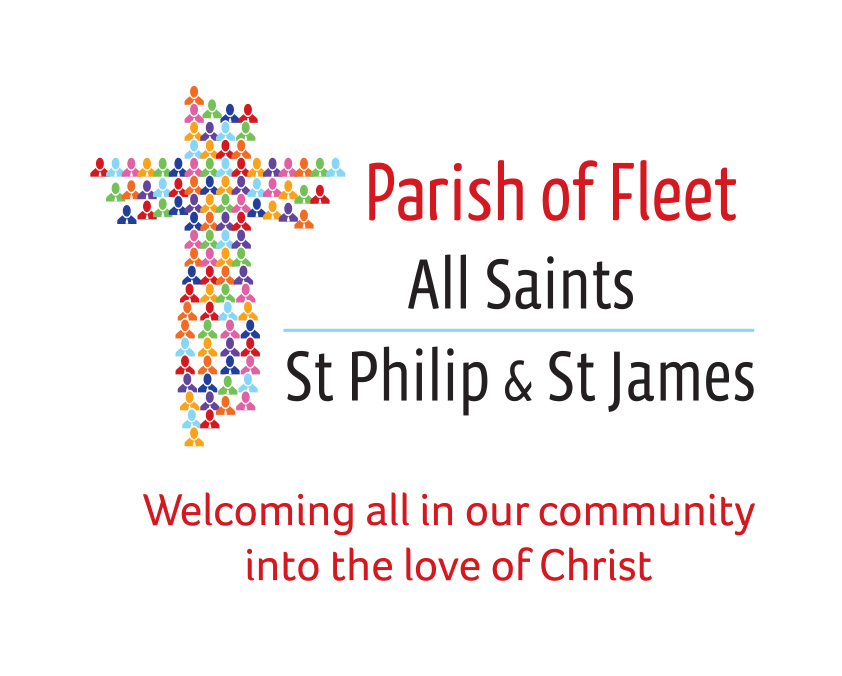 Parish of Fleet
All Saints
St Philip & St James
Welcoming all in our community
into the love of Christ